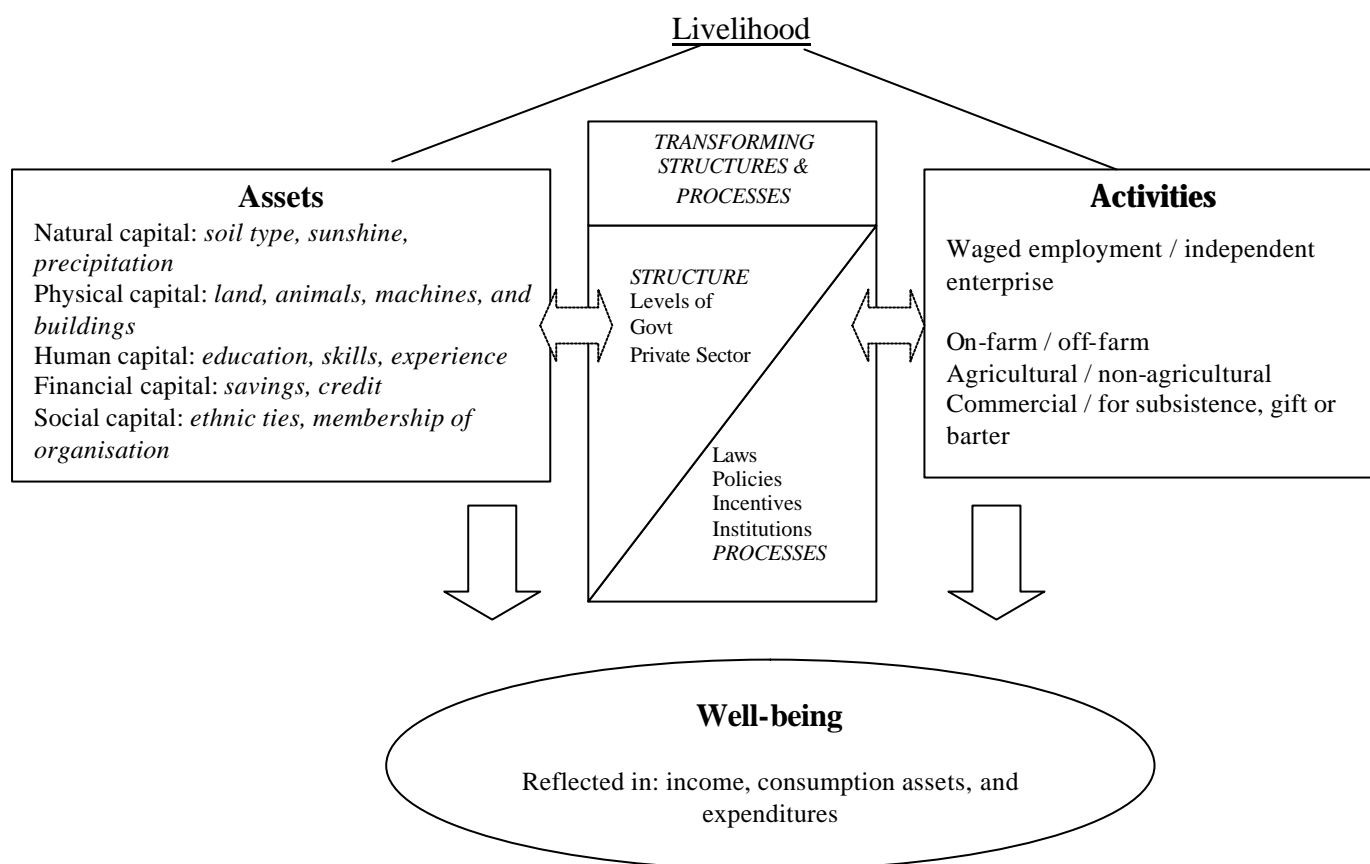 Livelihood
TRANSFORMING
STRUCTURES &
PROCESSES
Assets
Natural capital: soil type, sunshine,
precipitation
Physical capital: land, animals, machines, and
buildings
Human capital: education, skills, experience
Financial capital: savings, credit
Social capital: ethnic ties, membership of
organisation
STRUCTURE
Levels of
Govt
Private Sector
Laws
Policies
Incentives
Institutions
PROCESSES
Activities
Waged employment / independent
enterprise
On-farm / off-farm
Agricultural / non-agricultural
Commercial / for subsistence, gift or
barter
Well-being
Reflected in: income, consumption assets, and
expenditures